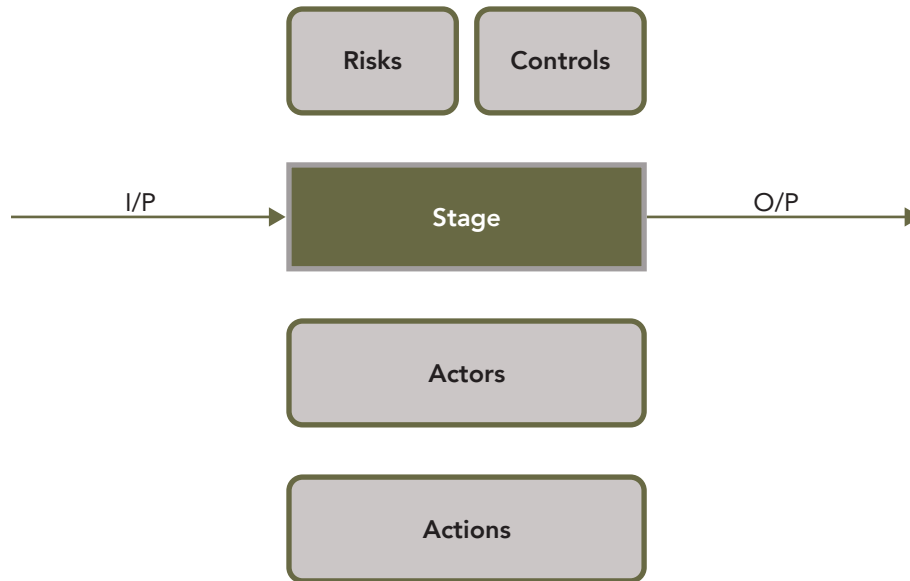 Risks
Controls
I/P
Stage
O/P
Actors
Actions